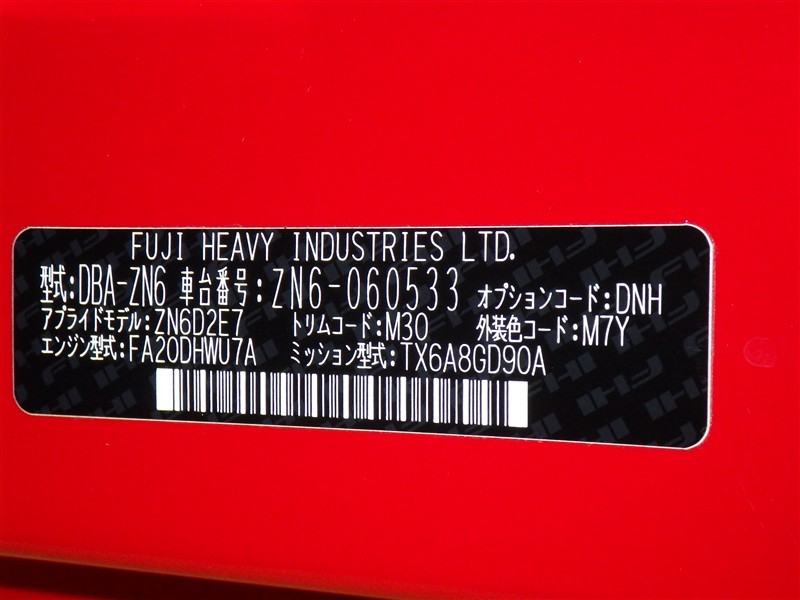 FUJI HEAVY INDUSTRIES LTD.
型式:DBA-ZN6 車台番号:ZN6-060533 オプションコード:DNH
アプライドモデル:ZN6D2E7 トリムコード:M30 外装色コード:M7Y
エンジン型式:FA20DHWU7A ミッション型式:TX6A8GD90A